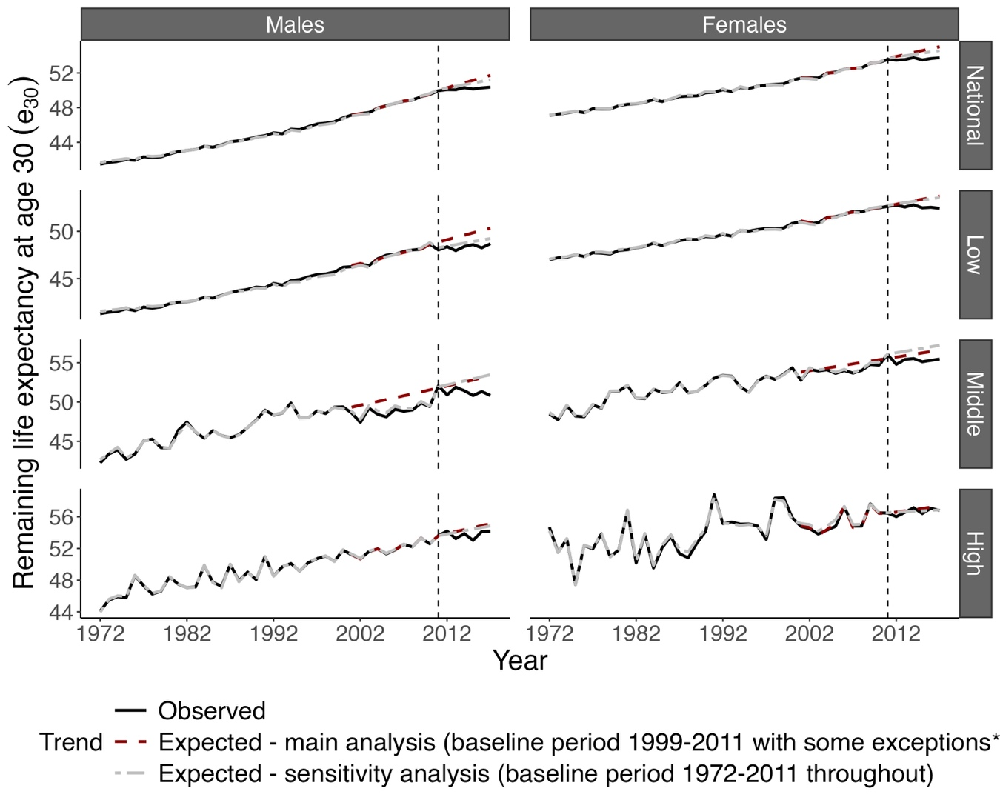 Males
Females
Remaining life expectancy at age 30 (e30)
52
48
44
National
50
45
Low
55
50
45
Middle
56
52
48
44
High
1972 1982 1992 2002 2012
1972 1982 1992 2002 2012
Year
Trend
Observed
Expected - main analysis (baseline period 1999-2011 with some exceptions*
Expected - sensitivity analysis (baseline period 1972-2011 throughout)